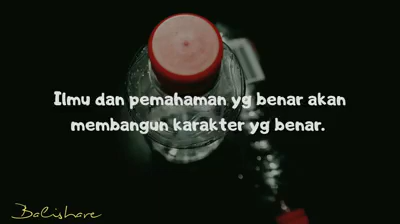 Ilmu dan pemahaman yg benar akan
membangun karakter yg benar.
Balishare